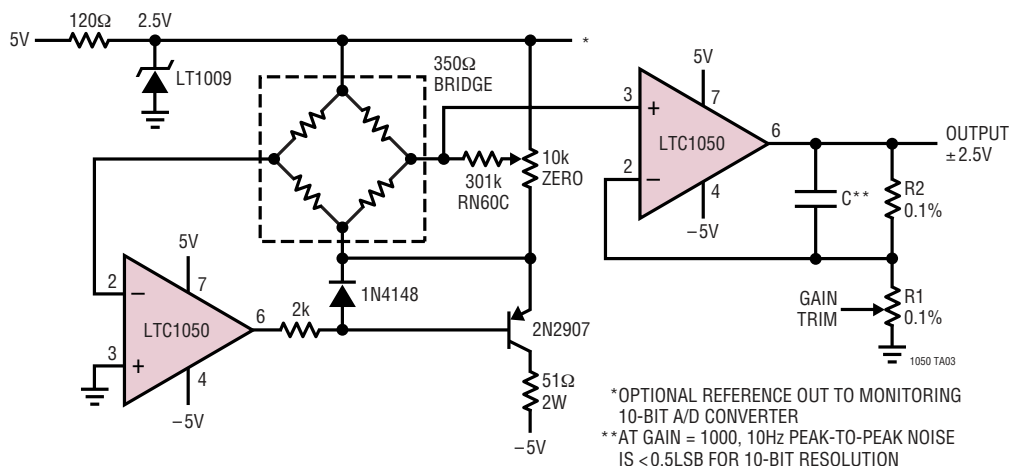 120Ω
2.5V
5V
*
LT1009
350Ω
BRIDGE
301k
RN60C
10k
ZERO
5V
3
+
7
LTC1050
6
2
–
4
–5V
OUTPUT
±2.5V
C**
R2
0.1%
GAIN
TRIM
R1
0.1%
1050 TA03
5V
2
–
7
LTC1050
6
3
+
4
–5V
2k
1N4148
2N2907
51Ω
2W
–5V
*OPTIONAL REFERENCE OUT TO MONITORING
10-BIT A/D CONVERTER
**AT GAIN = 1000, 10Hz PEAK-TO-PEAK NOISE
IS <0.5LSB FOR 10-BIT RESOLUTION